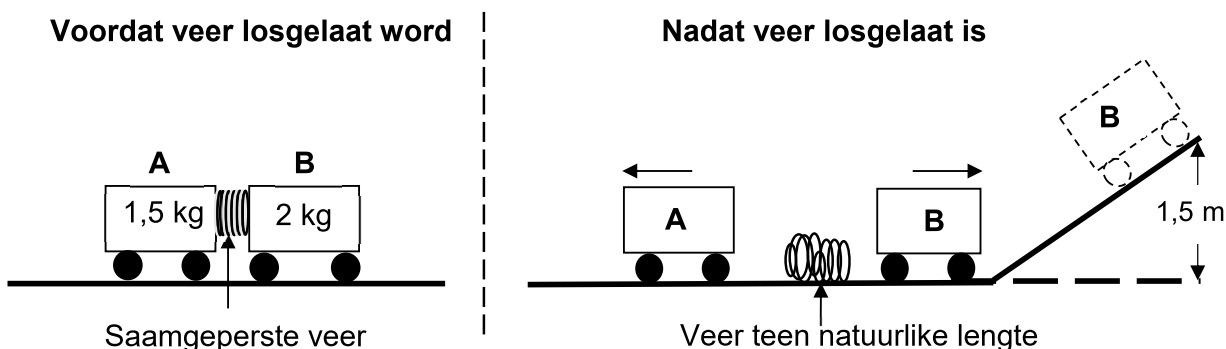 Voordat veer losgelaat word
A B
1,5 kg 2 kg
Saamgeperste veer
Nadat veer losgelaat is
B
A B
1,5 m
Veer teen natuurlike lengte